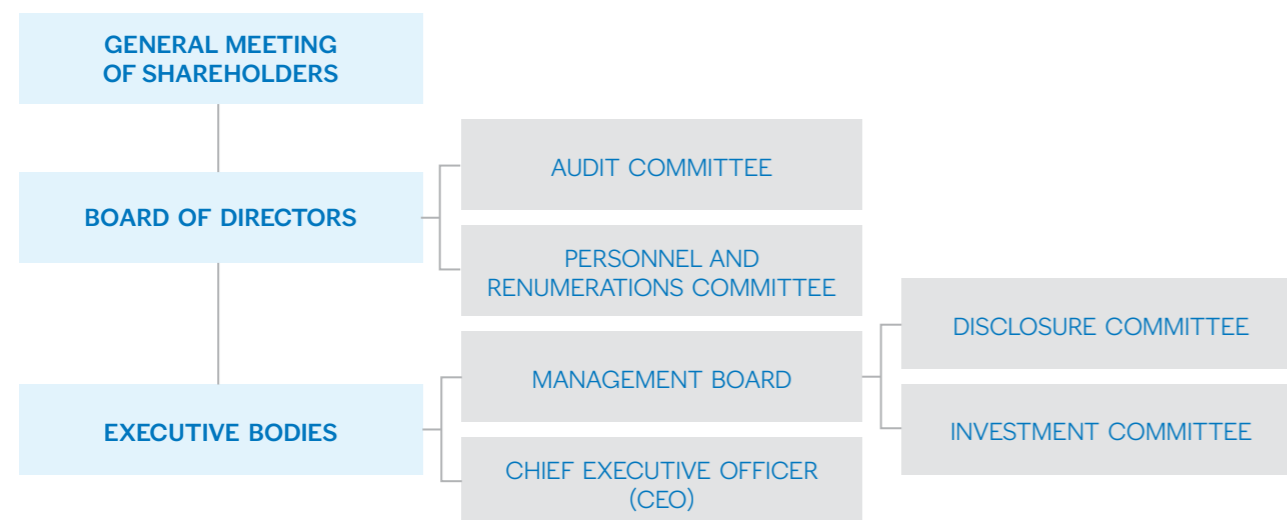 GENERAL MEETING
OF SHAREHOLDERS
AUDIT COMMITTEE
BOARD OF DIRECTORS
PERSONNEL AND
RENUMERATIONS COMMITTEE
DISCLOSURE COMMITTEE
MANAGEMENT BOARD
EXECUTIVE BODIES
INVESTMENT COMMITTEE
CHIEF EXECUTIVE OFFICER
(CEO)